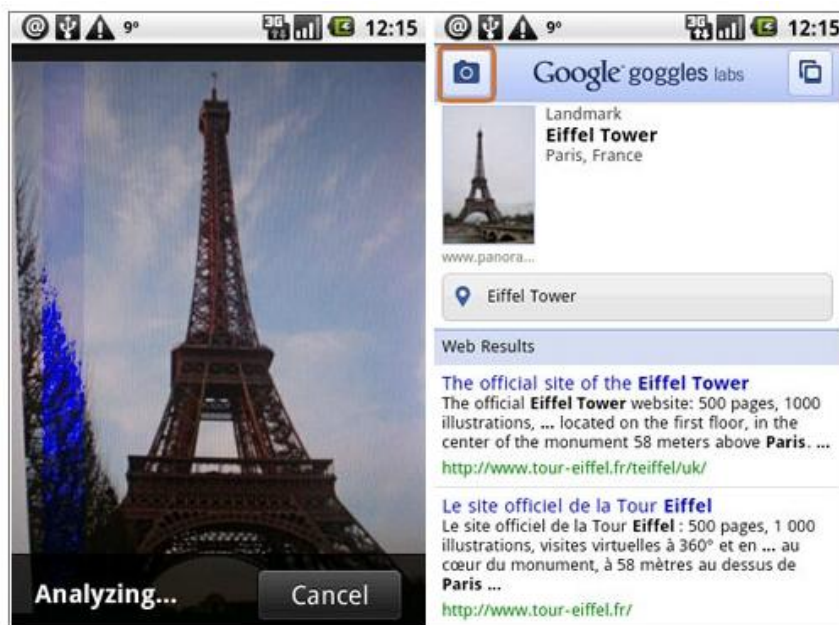 9° 3G 12:15
Analyzing...
Cancel
9° 3G 12:15
Google goggles labs
Landmark
Eiffel Tower
Paris, France
www.panora...
Eiffel Tower
Web Results
The official site of the Eiffel Tower
The official Eiffel Tower website: 500 pages, 1000
illustrations, ... located on the first floor, in the
center of the monument 58 meters above Paris. ...
http://www.tour-eiffel.fr/teiffel/uk/
Le site officiel de la Tour Eiffel
Le site officiel de la Tour Eiffel : 500 pages, 1 000
illustrations, visites virtuelles à 360° et en ... au
cœur du monument, à 58 mètres au dessus de
Paris ...
http://www.tour-eiffel.fr/